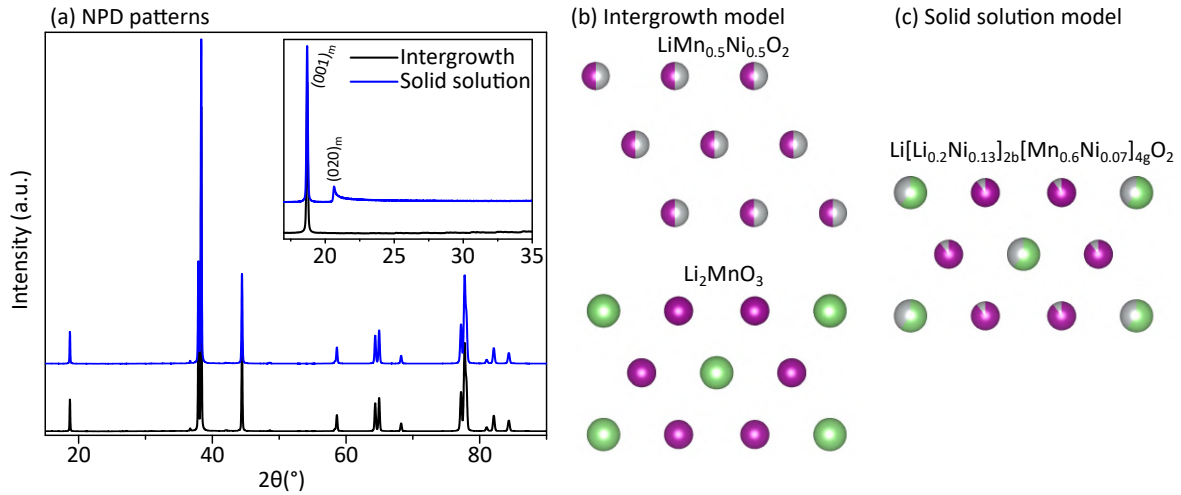 (a) NPD patterns
Intensity (a.u.)
2θ(°)
20
40
60
80
(001)m
(020)m
Intergrowth
Solid solution
20
25
30
35
(b) Intergrowth model
LiMn0.5Ni0.5O2
Li2MnO3
(c) Solid solution model
Li[Li0.2Ni0.13]2b[Mn0.6Ni0.07]4gO2